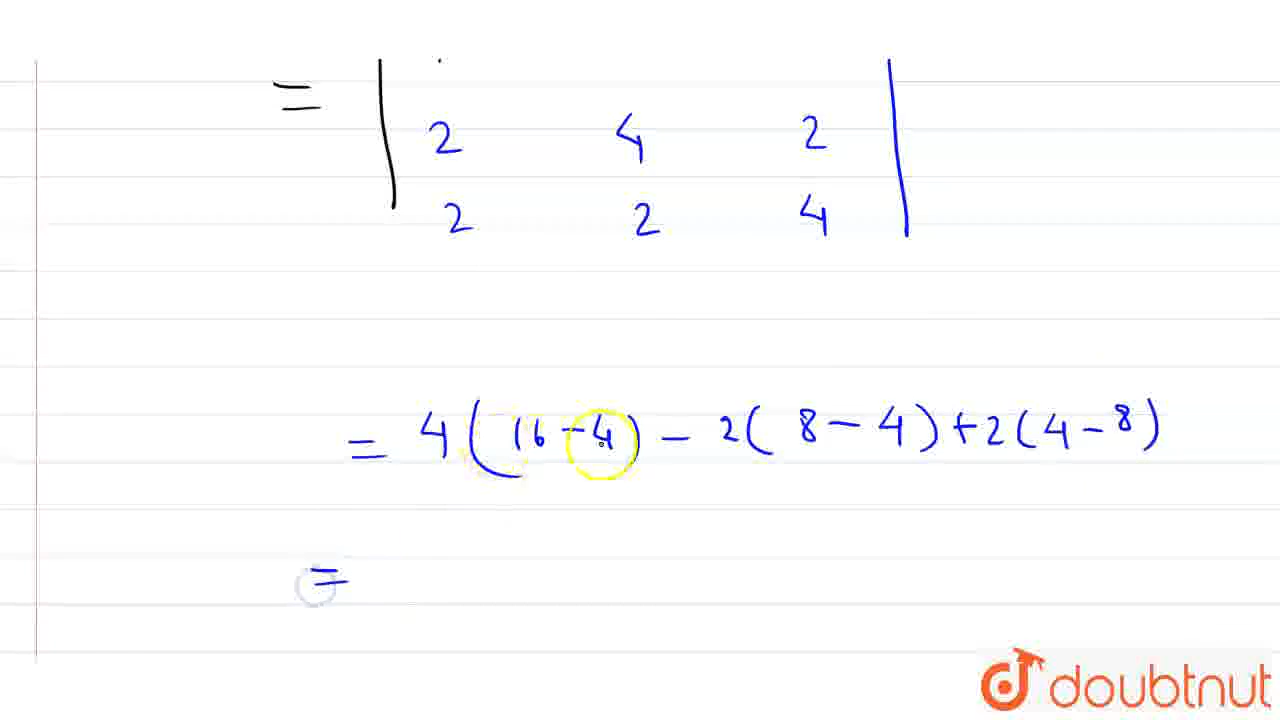 = | 2 4 2 |
2 2 4
= 4 ( 16 - 4 ) - 2 ( 8 - 4 ) + 2 ( 4 - 8 )
=
doubtnut